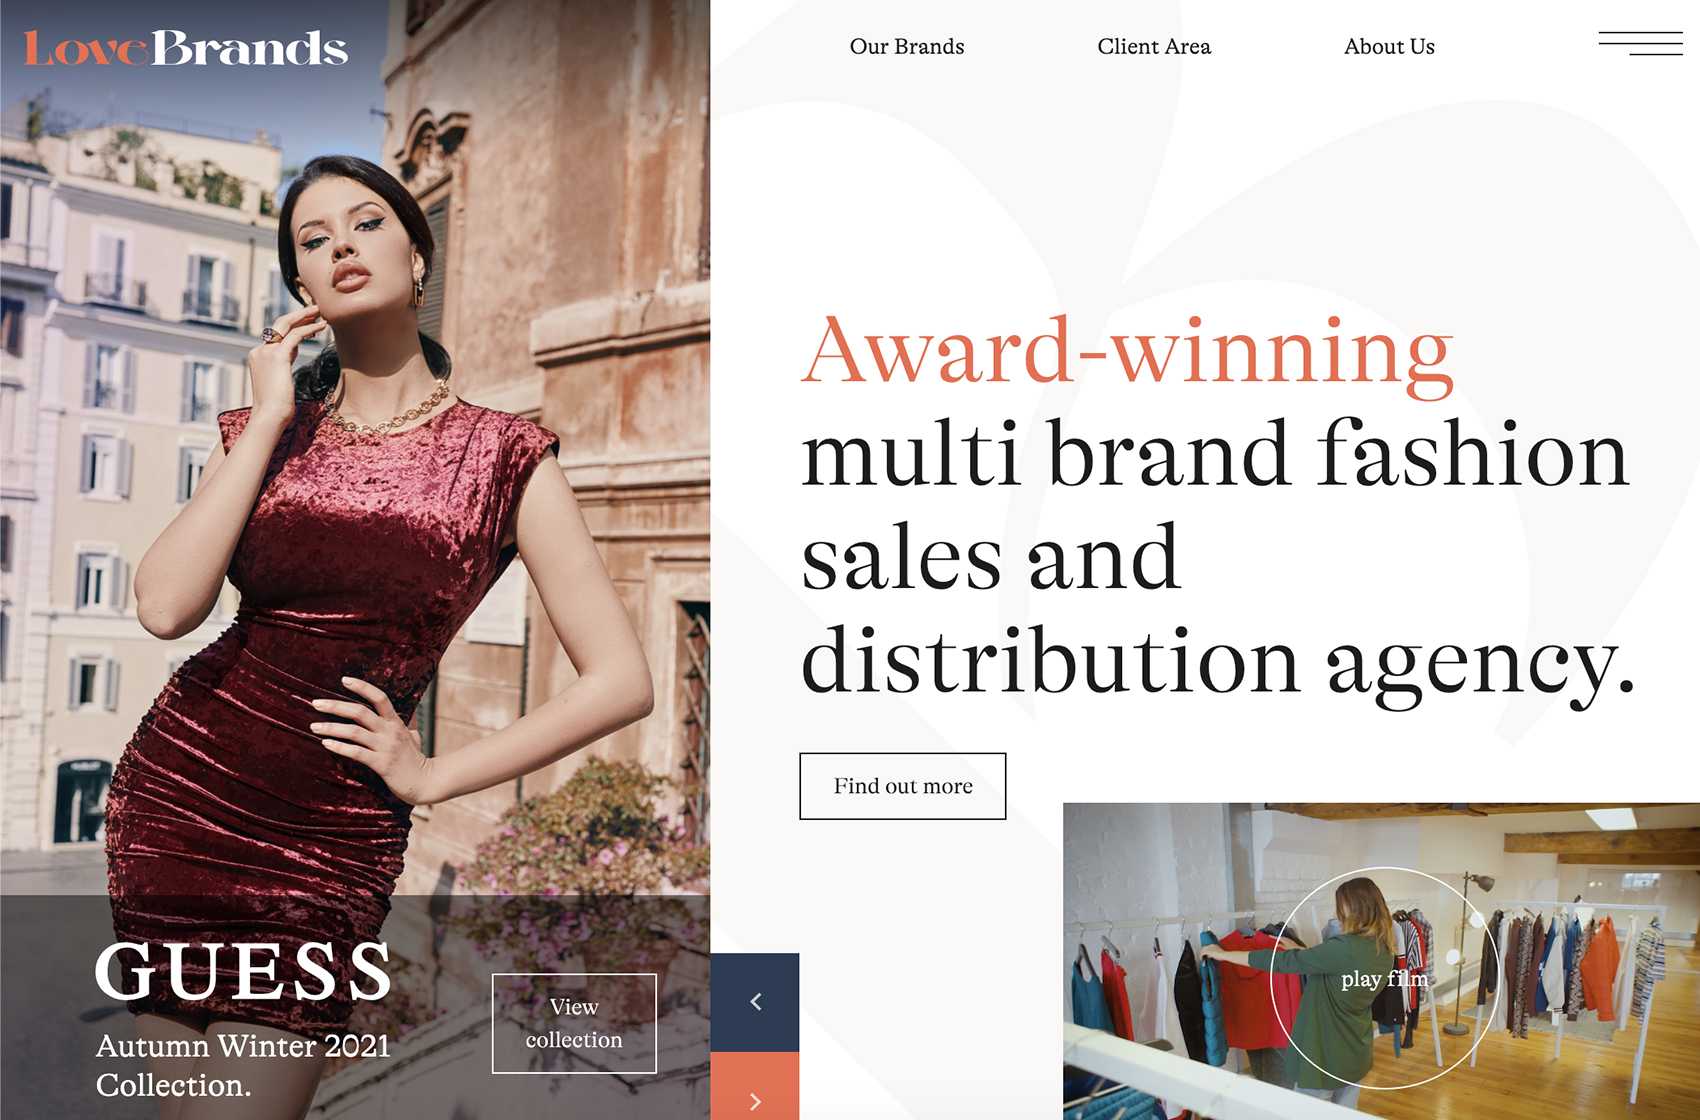 LoveBrands
Our Brands
Client Area
About Us
Award-winning
multi brand fashion
sales and
distribution agency.
Find out more
GUESS
Autumn Winter 2021
Collection.
View
collection
play film